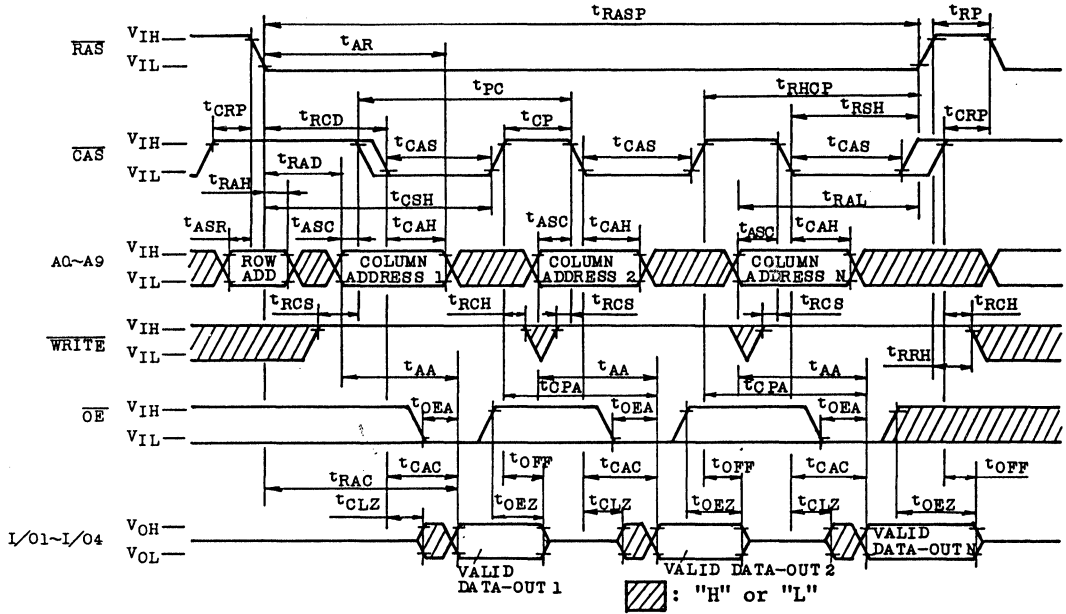 tRASP
tRP
RAS
VIH
VIL
tAR
tPC
tRHCP
tCRP
tRCD
tCP
tRSH
tCRP
CAS
VIH
VIL
tCAS
tCAS
tCAS
tRAD
tRAH
tCSH
tRAL
tASR
tASC
tCAH
tASC
tCAH
tASC
tCAH
A0~A9
VIH
VIL
ROW ADD
COLUMN ADDRESS 1
COLUMN ADDRESS 2
COLUMN ADDRESS N
tRCS
tRCH
tRCS
tRCS
tRCH
WRITE
VIH
VIL
tAA
tAA
tAA
tRRH
tCPA
tCPA
OE
VIH
VIL
tOEA
tOEA
tOEA
tCAC
tOFF
tCAC
tOFF
tCAC
tOFF
tRAC
tCLZ
tOEZ
tCLZ
tOEZ
tCLZ
tOEZ
I/O1~I/O4
VOH
VOL
VALID DATA-OUT 1
VALID DATA-OUT 2
VALID DATA-OUT N
: "H" or "L"